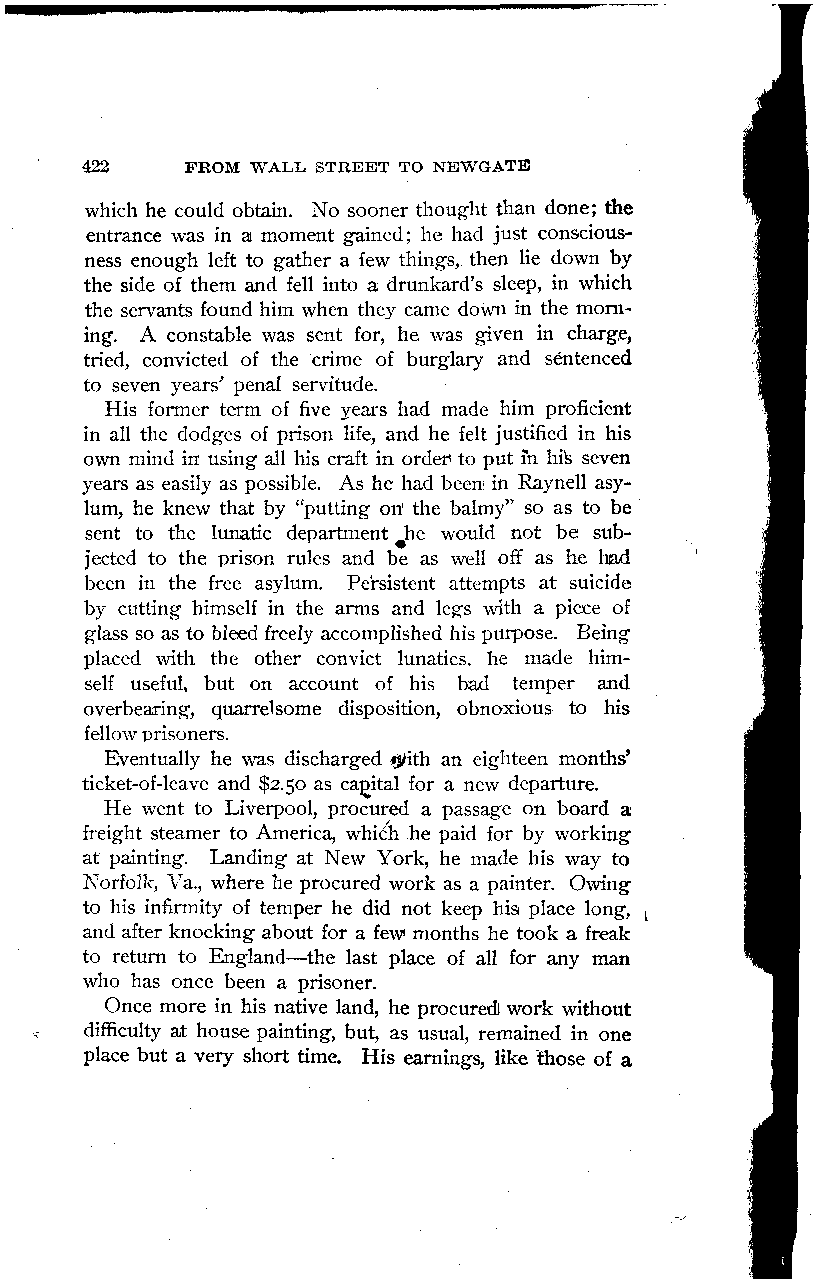 422 FROM WALL STREET TO NEWGATE
which he could obtain. No sooner thought than done; the
entrance was in a moment gained; he had just conscious-
ness enough left to gather a few things, then lie down by
the side of them and fell into a drunkard's sleep, in which
the servants found him when they came down in the morn-
ing. A constable was sent for, he was given in charge,
tried, convicted of the crime of burglary and sentenced
to seven years' penal servitude.
His former term of five years had made him proficient
in all the dodges of prison life, and he felt justified in his
own mind in using all his craft in order to put in his seven
years as easily as possible. As he had been in Raynell asy-
lum, he knew that by "putting on the balmy" so as to be
sent to the lunatic department he would not be sub-
jected to the prison rules and be as well off as he had
been in the free asylum. Persistent attempts at suicide
by cutting himself in the arms and legs with a piece of
glass so as to bleed freely accomplished his purpose. Being
placed with the other convict lunatics, he made him-
self useful, but on account of his bad temper and
overbearing, quarrelsome disposition, obnoxious to his
fellow prisoners.
Eventually he was discharged with an eighteen months'
ticket-of-leave and $2.50 as capital for a new departure.
He went to Liverpool, procured a passage on board a
freight steamer to America, which he paid for by working
at painting. Landing at New York, he made his way to
Norfolk, Va., where he procured work as a painter. Owing
to his infirmity of temper he did not keep his place long,
and after knocking about for a few months he took a freak
to return to England—the last place of all for any man
who has once been a prisoner.
Once more in his native land, he procured work without
difficulty at house painting, but, as usual, remained in one
place but a very short time. His earnings, like those of a